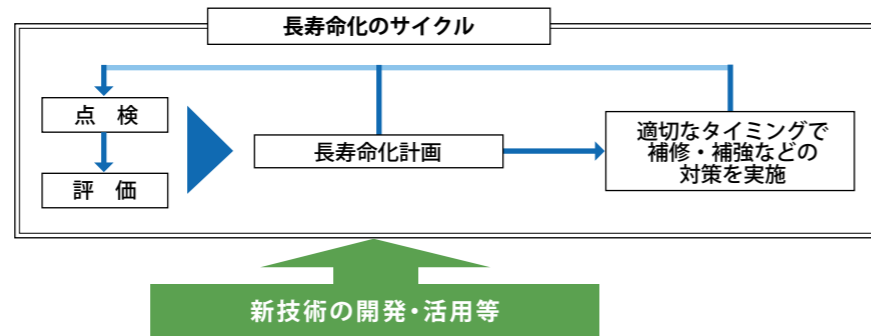 長寿命化のサイクル
点　検
評　価
長寿命化計画
適切なタイミングで
補修・補強などの
対策を実施
新技術の開発・活用等